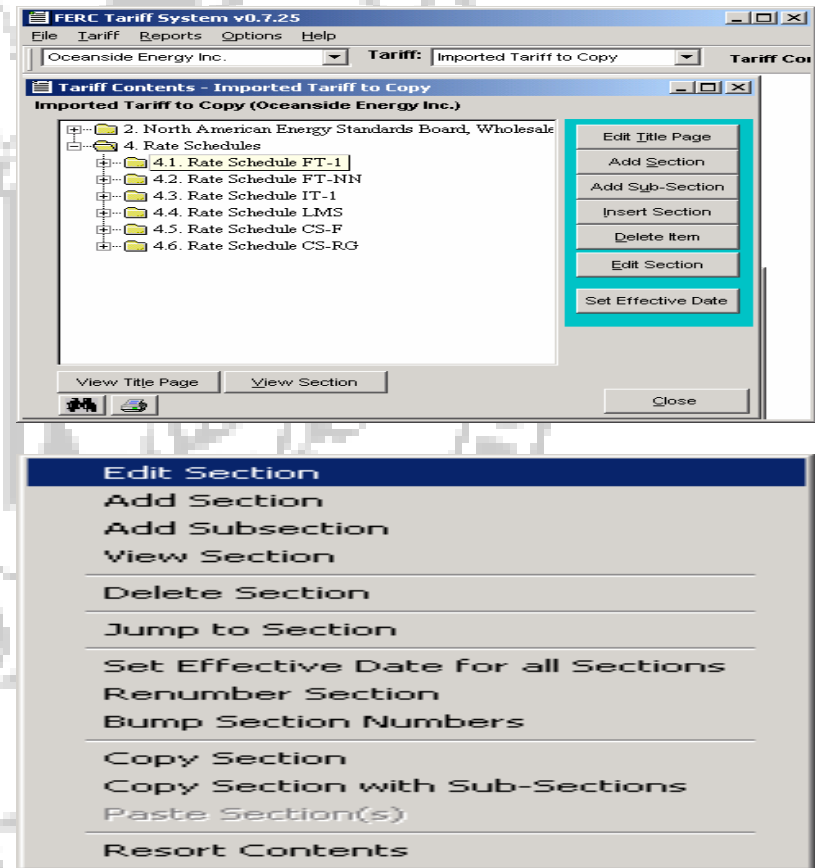 FERC Tariff System v0.7.25
File Tariff Reports Options Help
Oceanside Energy Inc. Tariff: Imported Tariff to Copy Tariff Co
Tariff Contents - Imported Tariff to Copy
Imported Tariff to Copy (Oceanside Energy Inc.)
2. North American Energy Standards Board, Wholesale
4. Rate Schedules
4.1. Rate Schedule FT-1
4.2. Rate Schedule FT-NN
4.3. Rate Schedule IT-1
4.4. Rate Schedule LMS
4.5. Rate Schedule CS-F
4.6. Rate Schedule CS-RG
Edit Title Page
Add Section
Add Sub-Section
Insert Section
Delete Item
Edit Section
Set Effective Date
View Title Page View Section
Close
Edit Section
Add Section
Add Subsection
View Section
Delete Section
Jump to Section
Set Effective Date for all Sections
Renumber Section
Bump Section Numbers
Copy Section
Copy Section with Sub-Sections
Paste Section(s)
Resort Contents